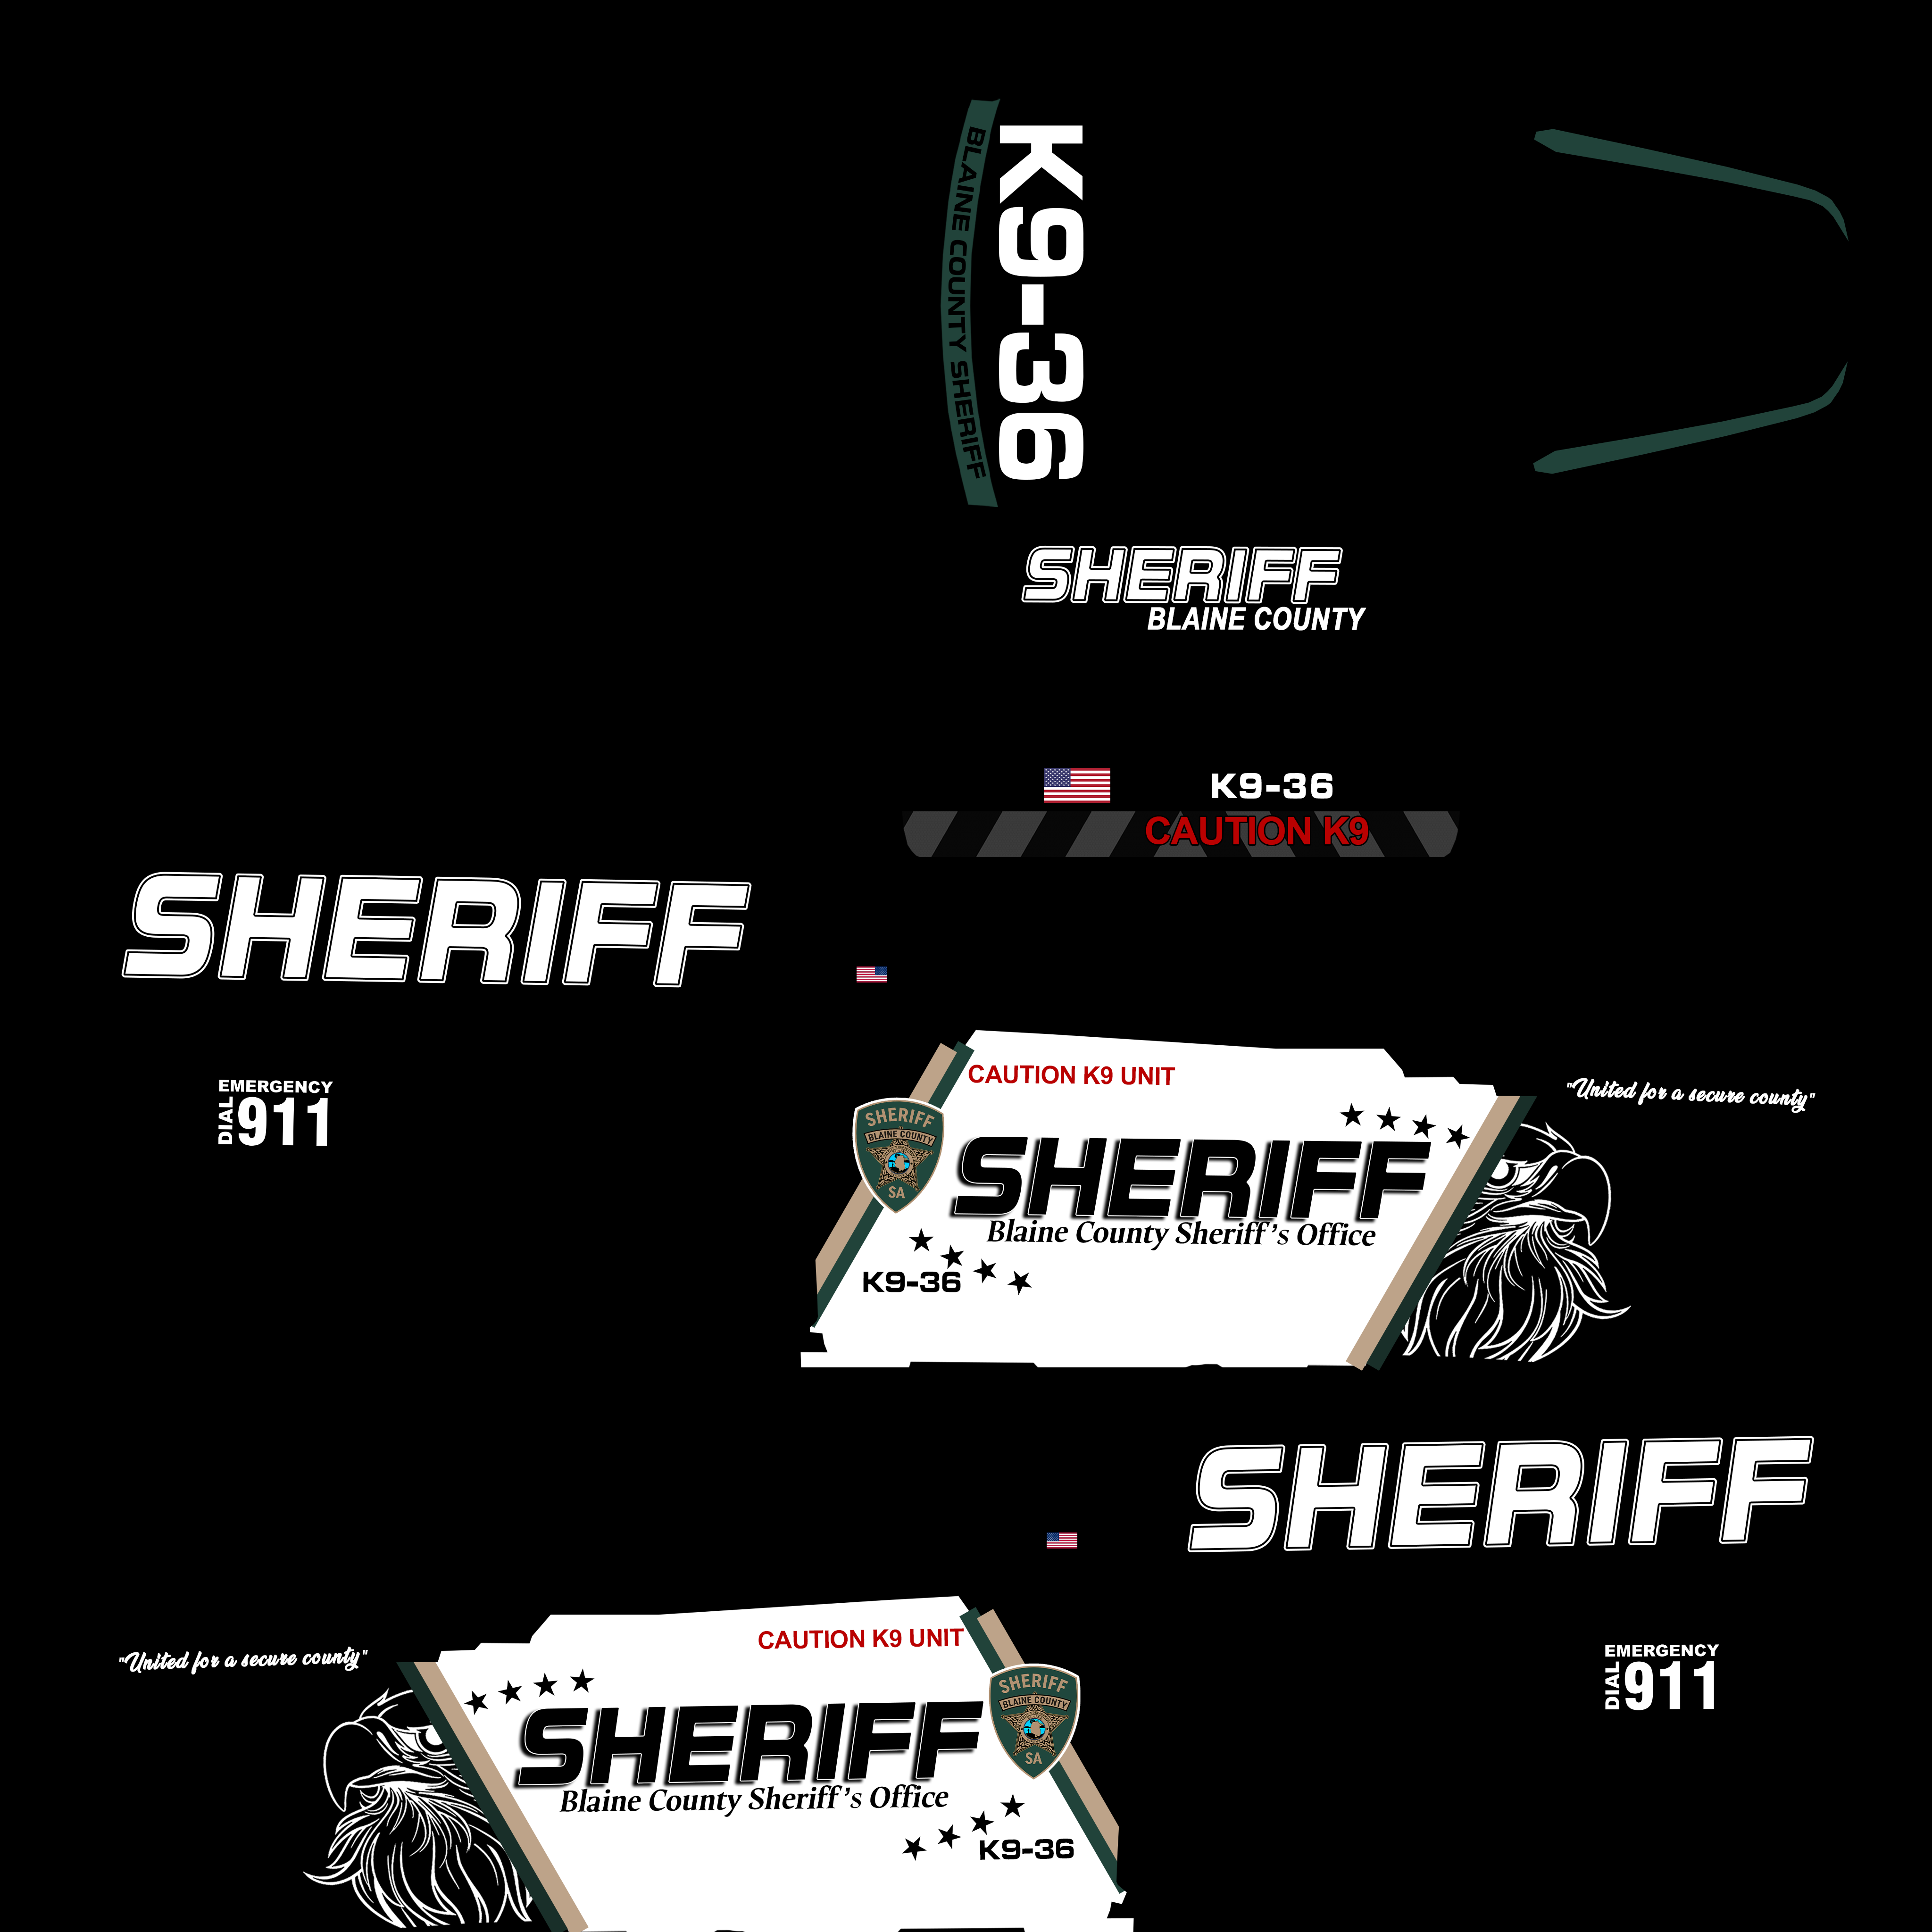 BLAINE COUNTY SHERIFF
K9-36
SHERIFF
BLAINE COUNTY
K9-36
CAUTION K9
SHERIFF
EMERGENCY
DIAL
911
CAUTION K9 UNIT
"United for a secure county"
SHERIFF
BLAINE COUNTY
SA
SHERIFF
Blaine County Sheriff's Office
K9-36
SHERIFF
"United for a secure county"
CAUTION K9 UNIT
EMERGENCY
DIAL
911
SHERIFF
BLAINE COUNTY
SA
SHERIFF
Blaine County Sheriff's Office
K9-36